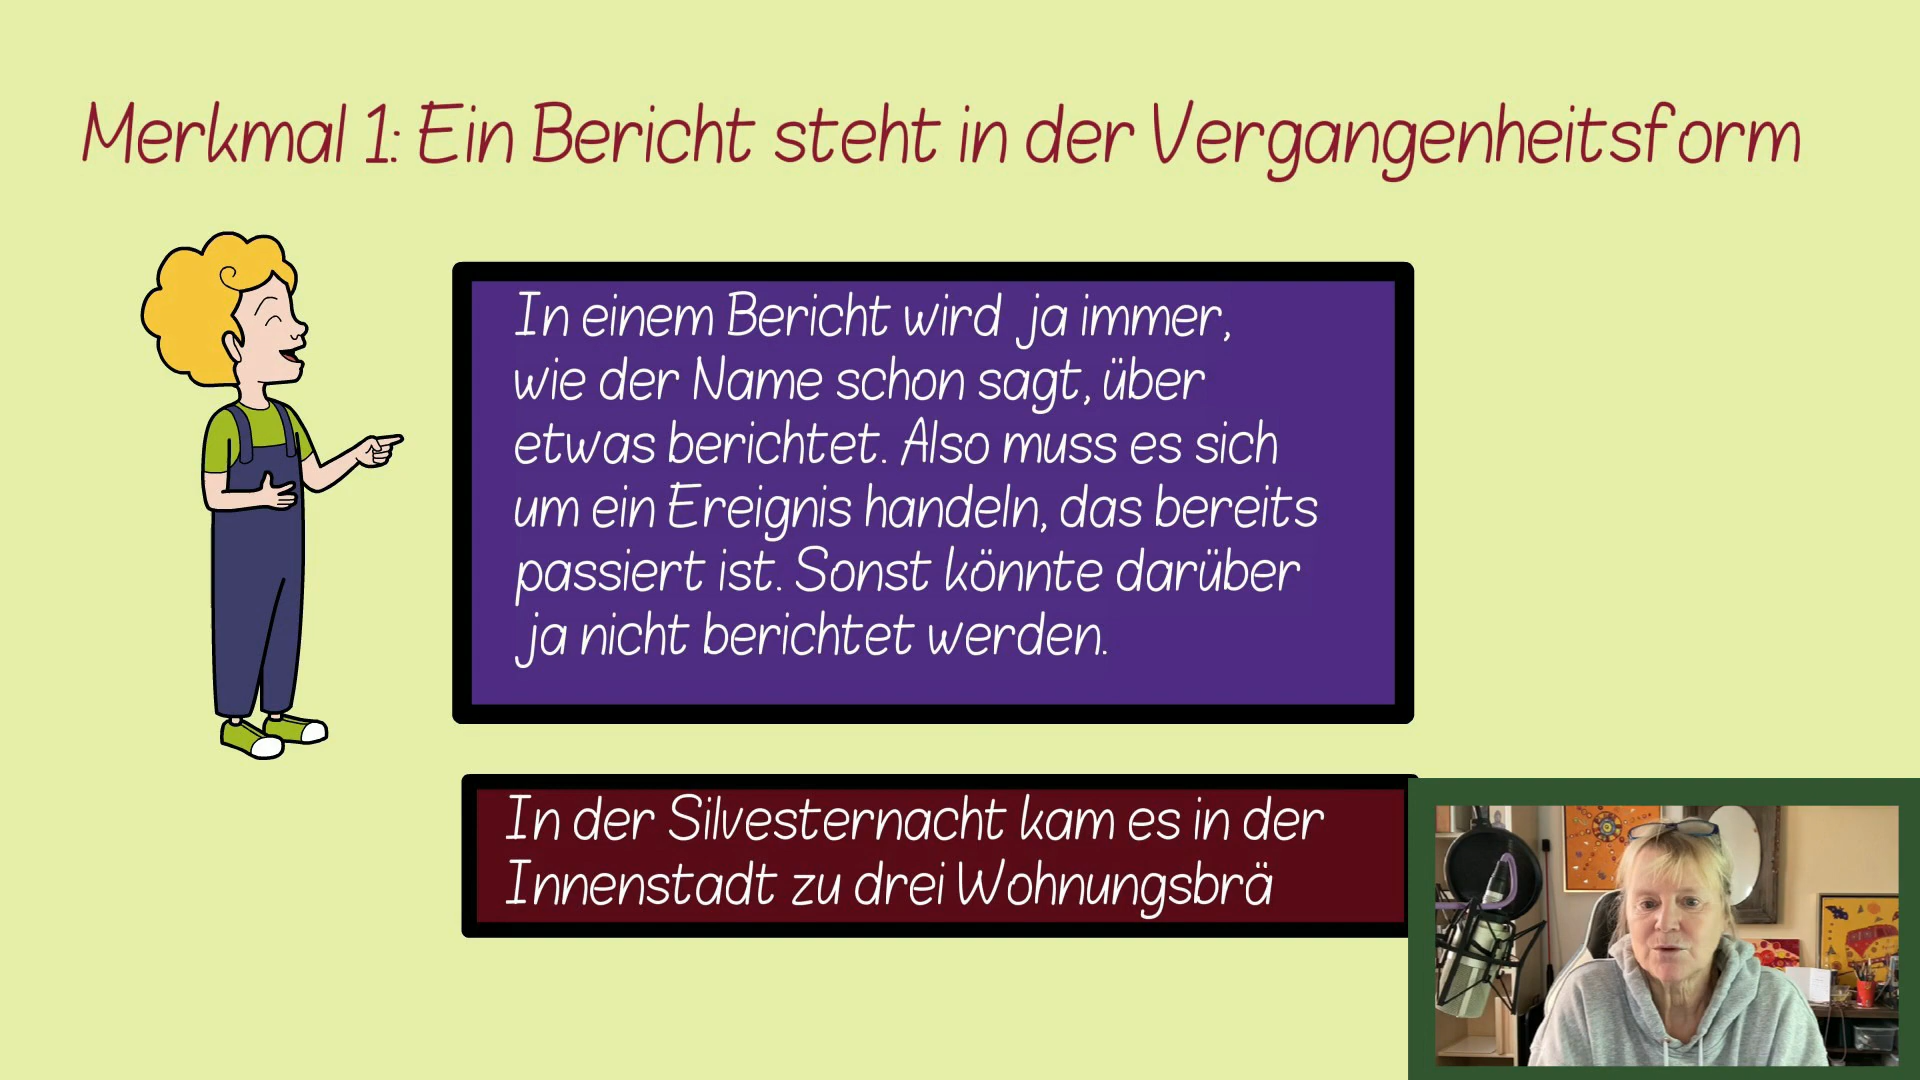 Merkmal 1: Ein Bericht steht in der Vergangenheitsform
In einem Bericht wird ja immer,
wie der Name schon sagt, über
etwas berichtet. Also muss es sich
um ein Ereignis handeln, das bereits
passiert ist. Sonst könnte darüber
ja nicht berichtet werden.
In der Silvesternacht kam es in der
Innenstadt zu drei Wohnungsbrä